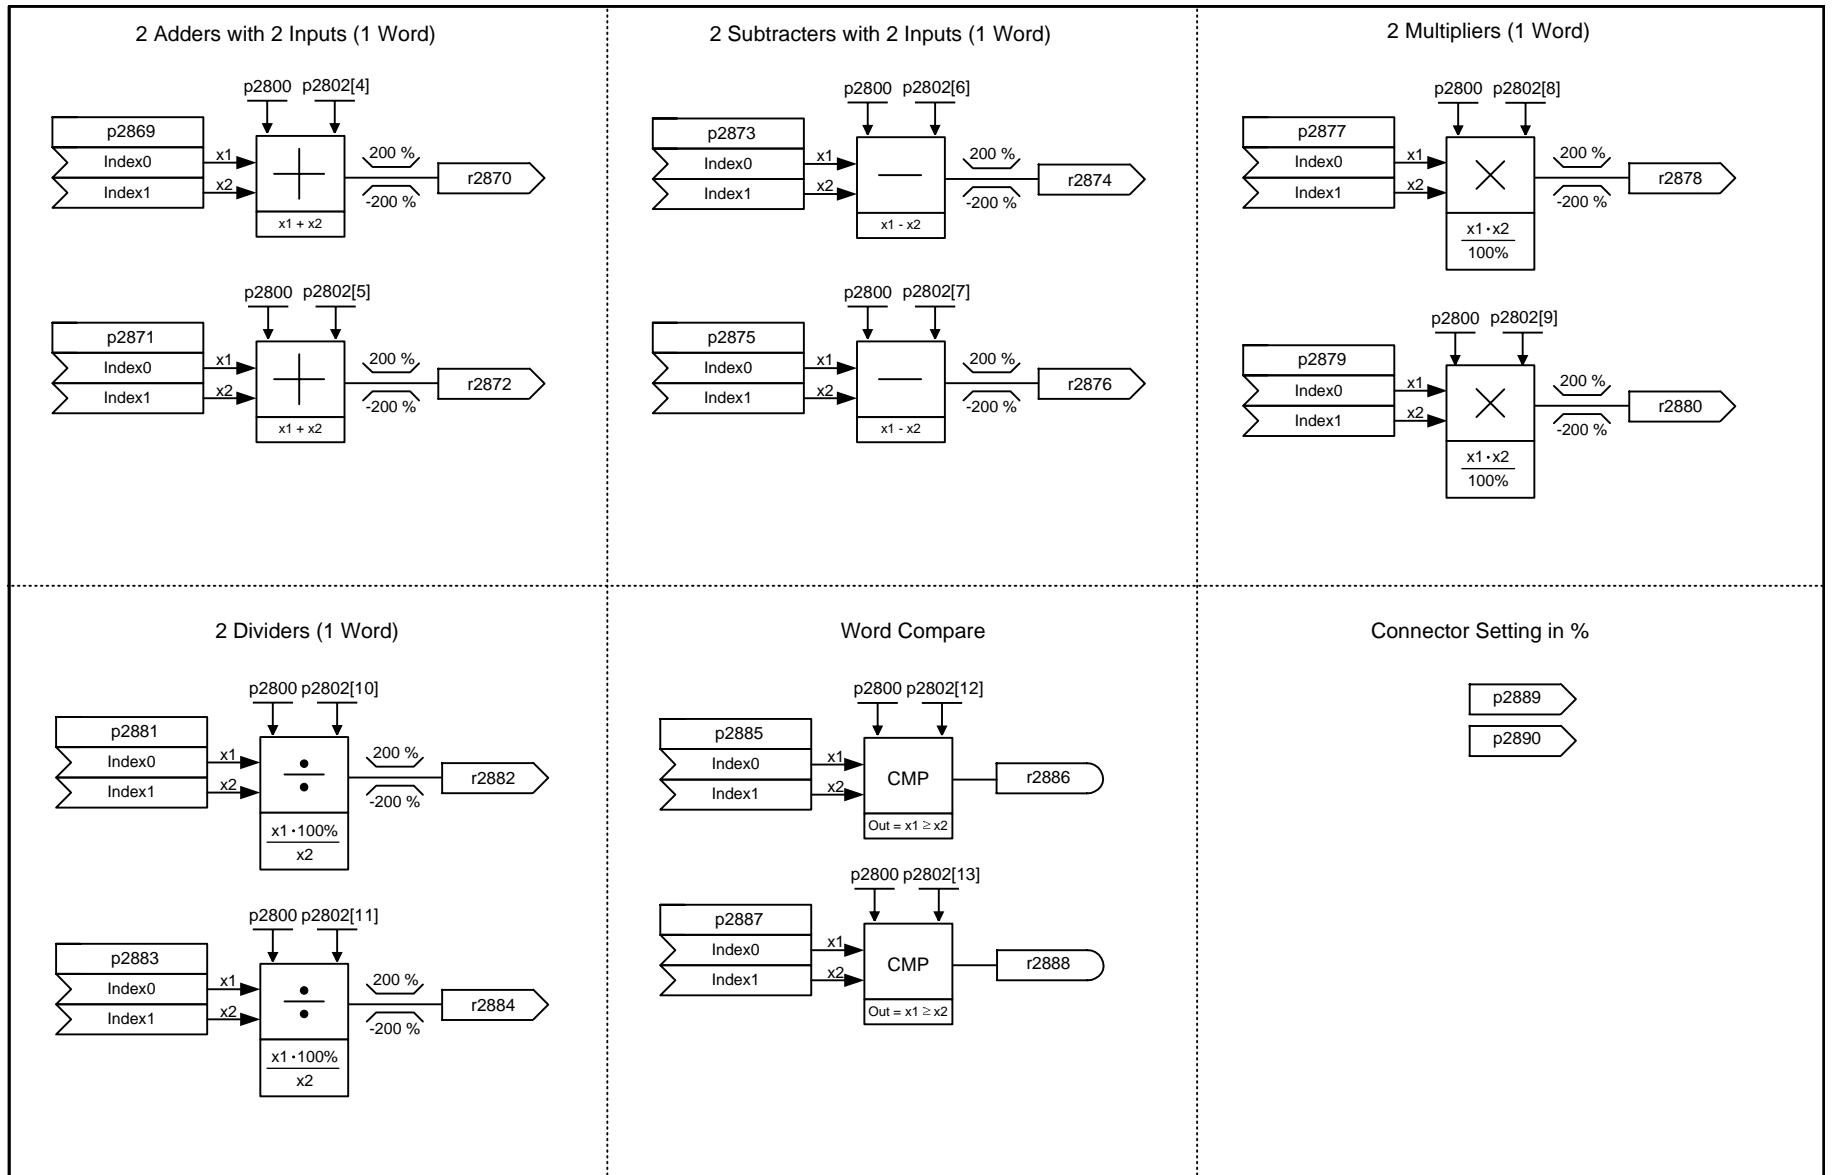 2 Adders with 2 Inputs (1 Word)
p2800 p2802[4]
p2869
Index0 x1 200 %
r2870
Index1 x2 -200 %
x1 + x2
p2800 p2802[5]
p2871
Index0 x1 200 %
r2872
Index1 x2 -200 %
x1 + x2
2 Subtracters with 2 Inputs (1 Word)
p2800 p2802[6]
p2873
Index0 x1 200 %
r2874
Index1 x2 -200 %
x1 - x2
p2800 p2802[7]
p2875
Index0 x1 200 %
r2876
Index1 x2 -200 %
x1 - x2
2 Multipliers (1 Word)
p2800 p2802[8]
p2877
Index0 x1 200 %
r2878
Index1 x2 -200 %
x1·x2
100%
p2800 p2802[9]
p2879
Index0 x1 200 %
r2880
Index1 x2 -200 %
x1·x2
100%
2 Dividers (1 Word)
p2800 p2802[10]
p2881
Index0 x1 200 %
r2882
Index1 x2 -200 %
x1·100%
x2
p2800 p2802[11]
p2883
Index0 x1 200 %
r2884
Index1 x2 -200 %
x1·100%
x2
Word Compare
p2800 p2802[12]
p2885
Index0 x1
CMP r2886
Index1 x2
Out = x1 ≥ x2
p2800 p2802[13]
p2887
Index0 x1
CMP r2888
Index1 x2
Out = x1 ≥ x2
Connector Setting in %
p2889
p2890